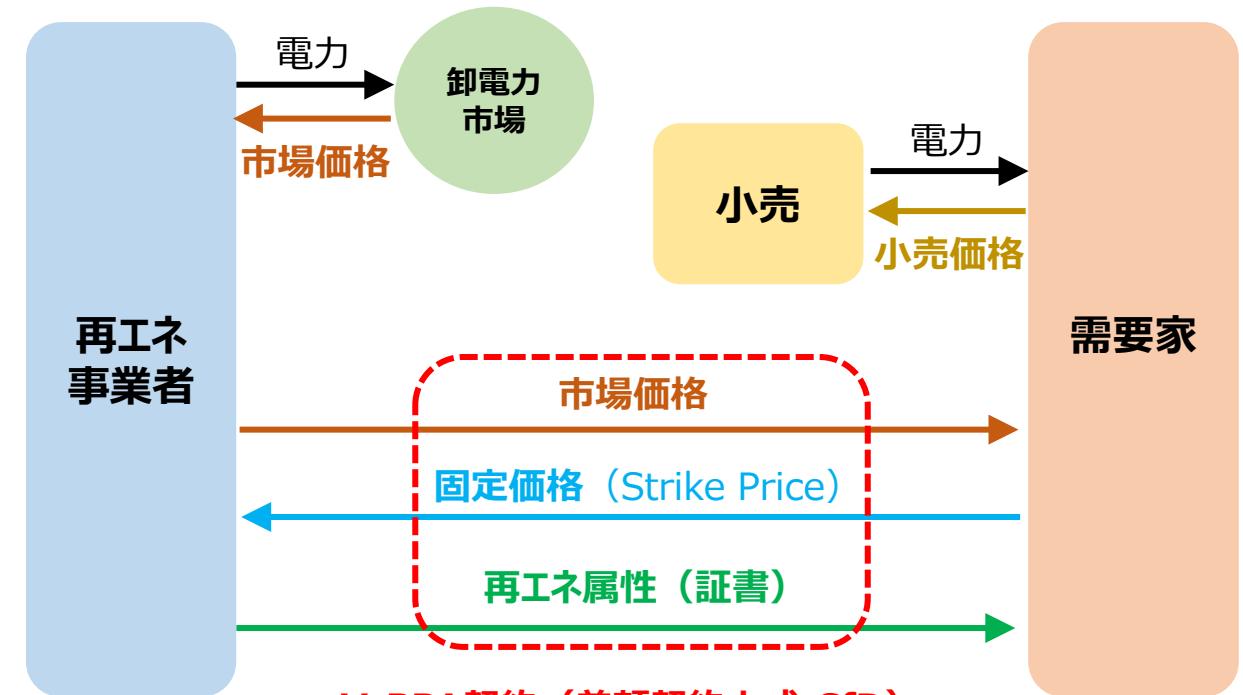 電力
卸電力
市場
市場価格
電力
小売
小売価格
再エネ
事業者
需要家
市場価格
固定価格（Strike Price）
再エネ属性（証書）